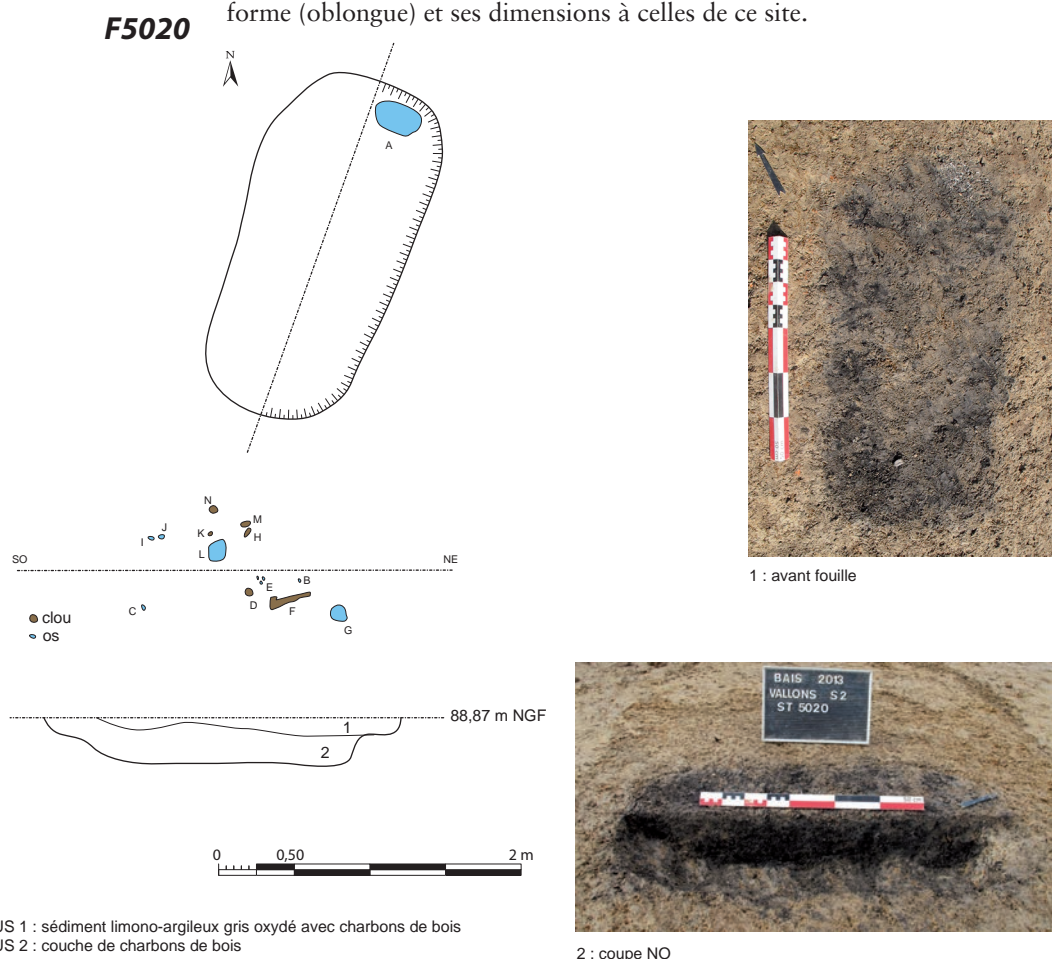 forme (oblongue) et ses dimensions à celles de ce site.
F5020
N
A
N
M
J
K
H
I
L
SO
NE
E
B
D
F
C
G
clou
os
88,87 m NGF
1
2
0
0,50
2 m
US 1 : sédiment limono-argileux gris oxydé avec charbons de bois
US 2 : couche de charbons de bois
1 : avant fouille
BAIS 2013
VALLONS S2
ST 5020
50 cm
2 : coupe NO